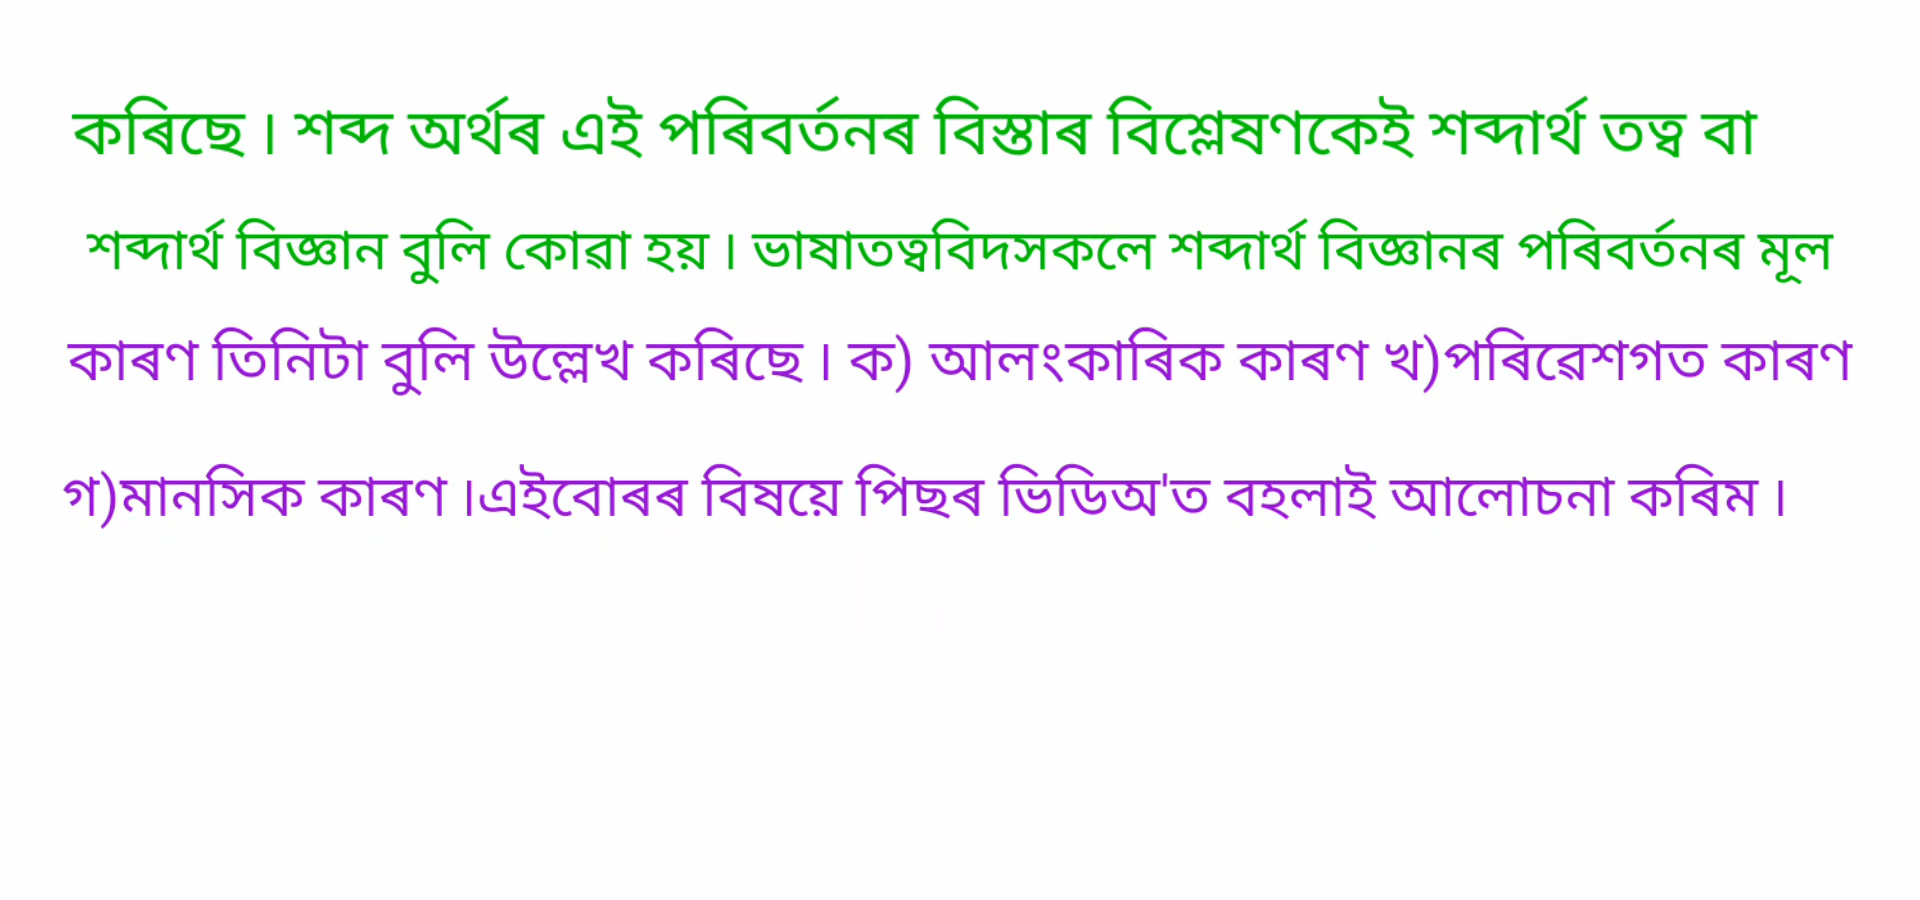 কৰিছে । শব্দ অৰ্থৰ এই পৰিবৰ্তনৰ বিস্তাৰ বিশ্লেষণকেই শব্দাৰ্থ তত্ব বা
শব্দাৰ্থ বিজ্ঞান বুলি কোৱা হয় । ভাষাতত্ববিদসকলে শব্দাৰ্থ বিজ্ঞানৰ পৰিবৰ্তনৰ মূল
কাৰণ তিনিটা বুলি উল্লেখ কৰিছে । ক) আলংকাৰিক কাৰণ খ)পৰিৱেশগত কাৰণ
গ)মানসিক কাৰণ ।এইবোৰৰ বিষয়ে পিছৰ ভিডিঅ'ত বহলাই আলোচনা কৰিম ।